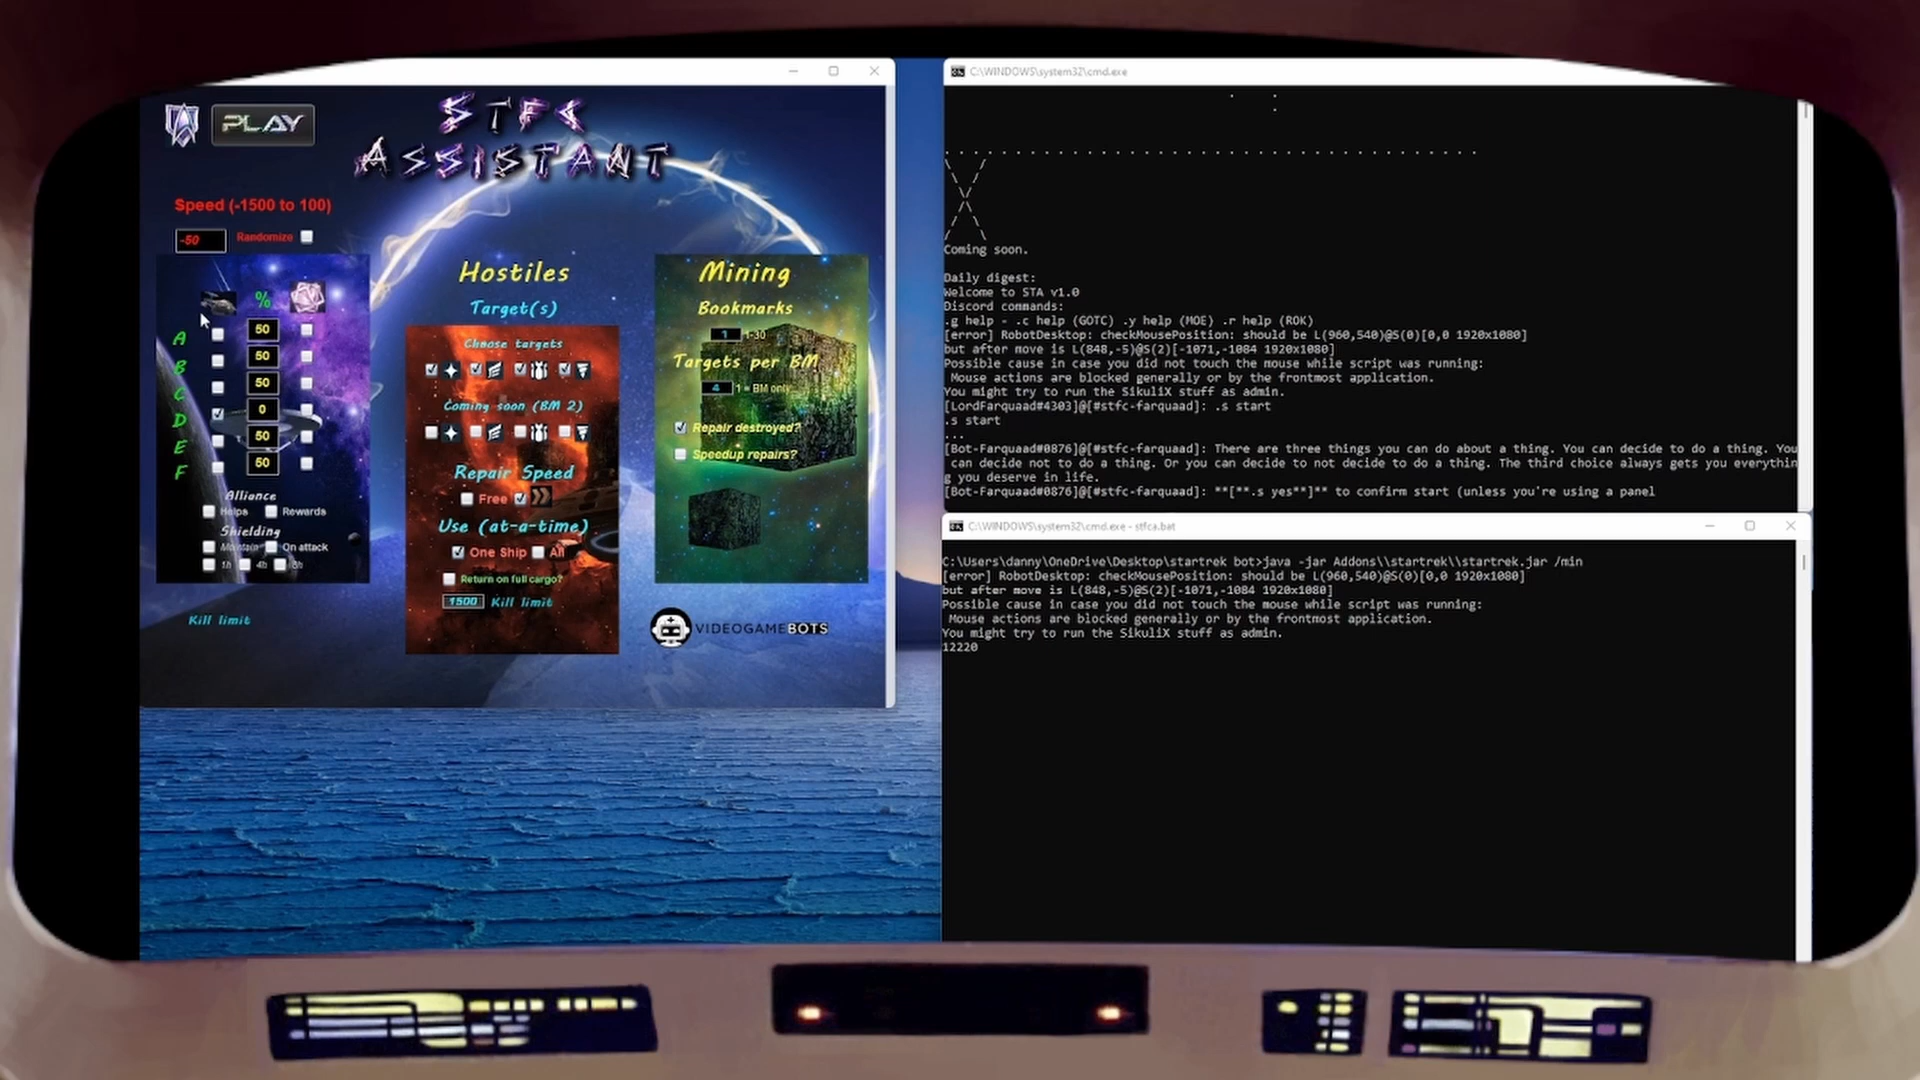 PLAY
STFC
ASSISTANT
Speed (-1500 to 100)
-50
Randomize
%
A
B
C
D
E
F
50
50
50
0
50
50
Alliance
Helps
Rewards
Shielding
Maintain
On attack
1h
4h
8h
Kill limit
Hostiles
Target(s)
Choose targets
Coming soon (BM 2)
Repair Speed
Free
Use (at-a-time)
One Ship
All
Return on full cargo?
1500 Kill limit
Mining
Bookmarks
1 1-30
Targets per BM
4 1 = BM only
Repair destroyed?
Speedup repairs?
VIDEOGAMEBOTS
C:\WINDOWS\system32\cmd.exe
Coming soon.
Daily digest:
Welcome to STA v1.0
Discord commands:
.g help - .c help (GOTC) .y help (MOE) .r help (ROK)
[error] RobotDesktop: checkMousePosition: should be L(960,540)@S(0)[0,0 1920x1080]
but after move is L(848,-5)@S(2)[-1071,-1084 1920x1080]
Possible cause in case you did not touch the mouse while script was running:
Mouse actions are blocked generally or by the frontmost application.
You might try to run the SikuliX stuff as admin.
[LordFarquaad#4303]@[#stfc-farquaad]: .s start
.s start
...
[Bot-Farquaad#0876]@[#stfc-farquaad]: There are three things you can do about a thing. You can decide to do a thing. You
can decide not to do a thing. Or you can decide to not decide to do a thing. The third choice always gets you everythin
g you deserve in life.
[Bot-Farquaad#0876]@[#stfc-farquaad]: **[**.s yes**]** to confirm start (unless you're using a panel
C:\WINDOWS\system32\cmd.exe - stfca.bat
C:\Users\danny\OneDrive\Desktop\startrek bot>java -jar Addons\\startrek\\startrek.jar /min
[error] RobotDesktop: checkMousePosition: should be L(960,540)@S(0)[0,0 1920x1080]
but after move is L(848,-5)@S(2)[-1071,-1084 1920x1080]
Possible cause in case you did not touch the mouse while script was running:
Mouse actions are blocked generally or by the frontmost application.
You might try to run the SikuliX stuff as admin.
12220